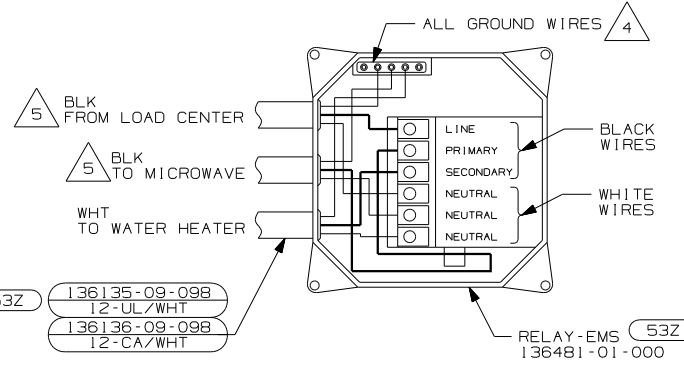 ALL GROUND WIRES 4
5 BLK
FROM LOAD CENTER
5 BLK
TO MICROWAVE
WHT
TO WATER HEATER
LINE
PRIMARY
SECONDARY
NEUTRAL
NEUTRAL
NEUTRAL
BLACK
WIRES
WHITE
WIRES
136135-09-098
12-UL/WHT
136136-09-098
12-CA/WHT
RELAY-EMS 53Z
136481-01-000